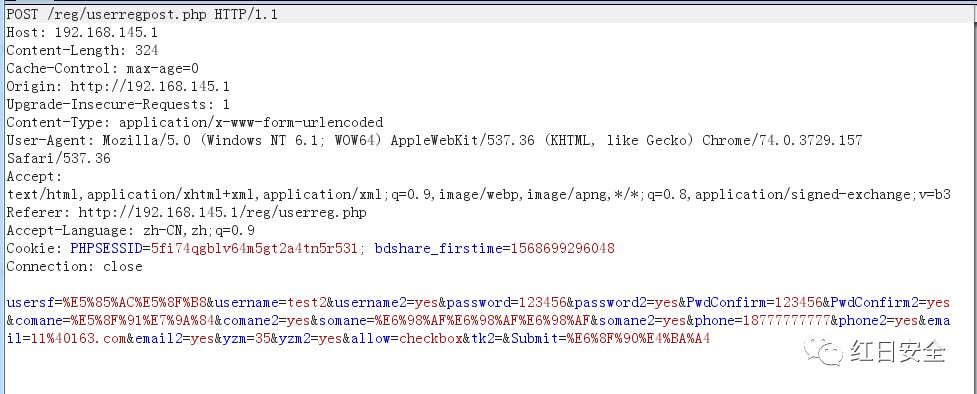 POST /reg/userregpost.php HTTP/1.1
Host: 192.168.145.1
Content-Length: 324
Cache-Control: max-age=0
Origin: http://192.168.145.1
Upgrade-Insecure-Requests: 1
Content-Type: application/x-www-form-urlencoded
User-Agent: Mozilla/5.0 (Windows NT 6.1; WOW64) AppleWebKit/537.36 (KHTML, like Gecko) Chrome/74.0.3729.157
Safari/537.36
Accept:
text/html,application/xhtml+xml,application/xml;q=0.9,image/webp,image/apng,*/*;q=0.8,application/signed-exchange;v=b3
Referer: http://192.168.145.1/reg/userreg.php
Accept-Language: zh-CN,zh;q=0.9
Cookie: PHPSESSID=5fi74qgblv64m5gt2a4tn5r531; bdshare_firstime=1568699296048
Connection: close
usersf=%E5%85%AC%E5%8F%B8&username=test2&username2=yes&password=123456&password2=yes&PwdConfirm=123456&PwdConfirm2=yes
&comane=%E5%8F%91%E7%9A%84&comane2=yes&somane=%E6%98%AF%E6%98%AF%E6%98%AF&somane2=yes&phone=18777777777&phone2=yes&ema
il=11%40163.com&email2=yes&yzm=35&yzm2=yes&allow=checkbox&tk2=&Submit=%E6%8F%90%E4%BA%A4
红日安全